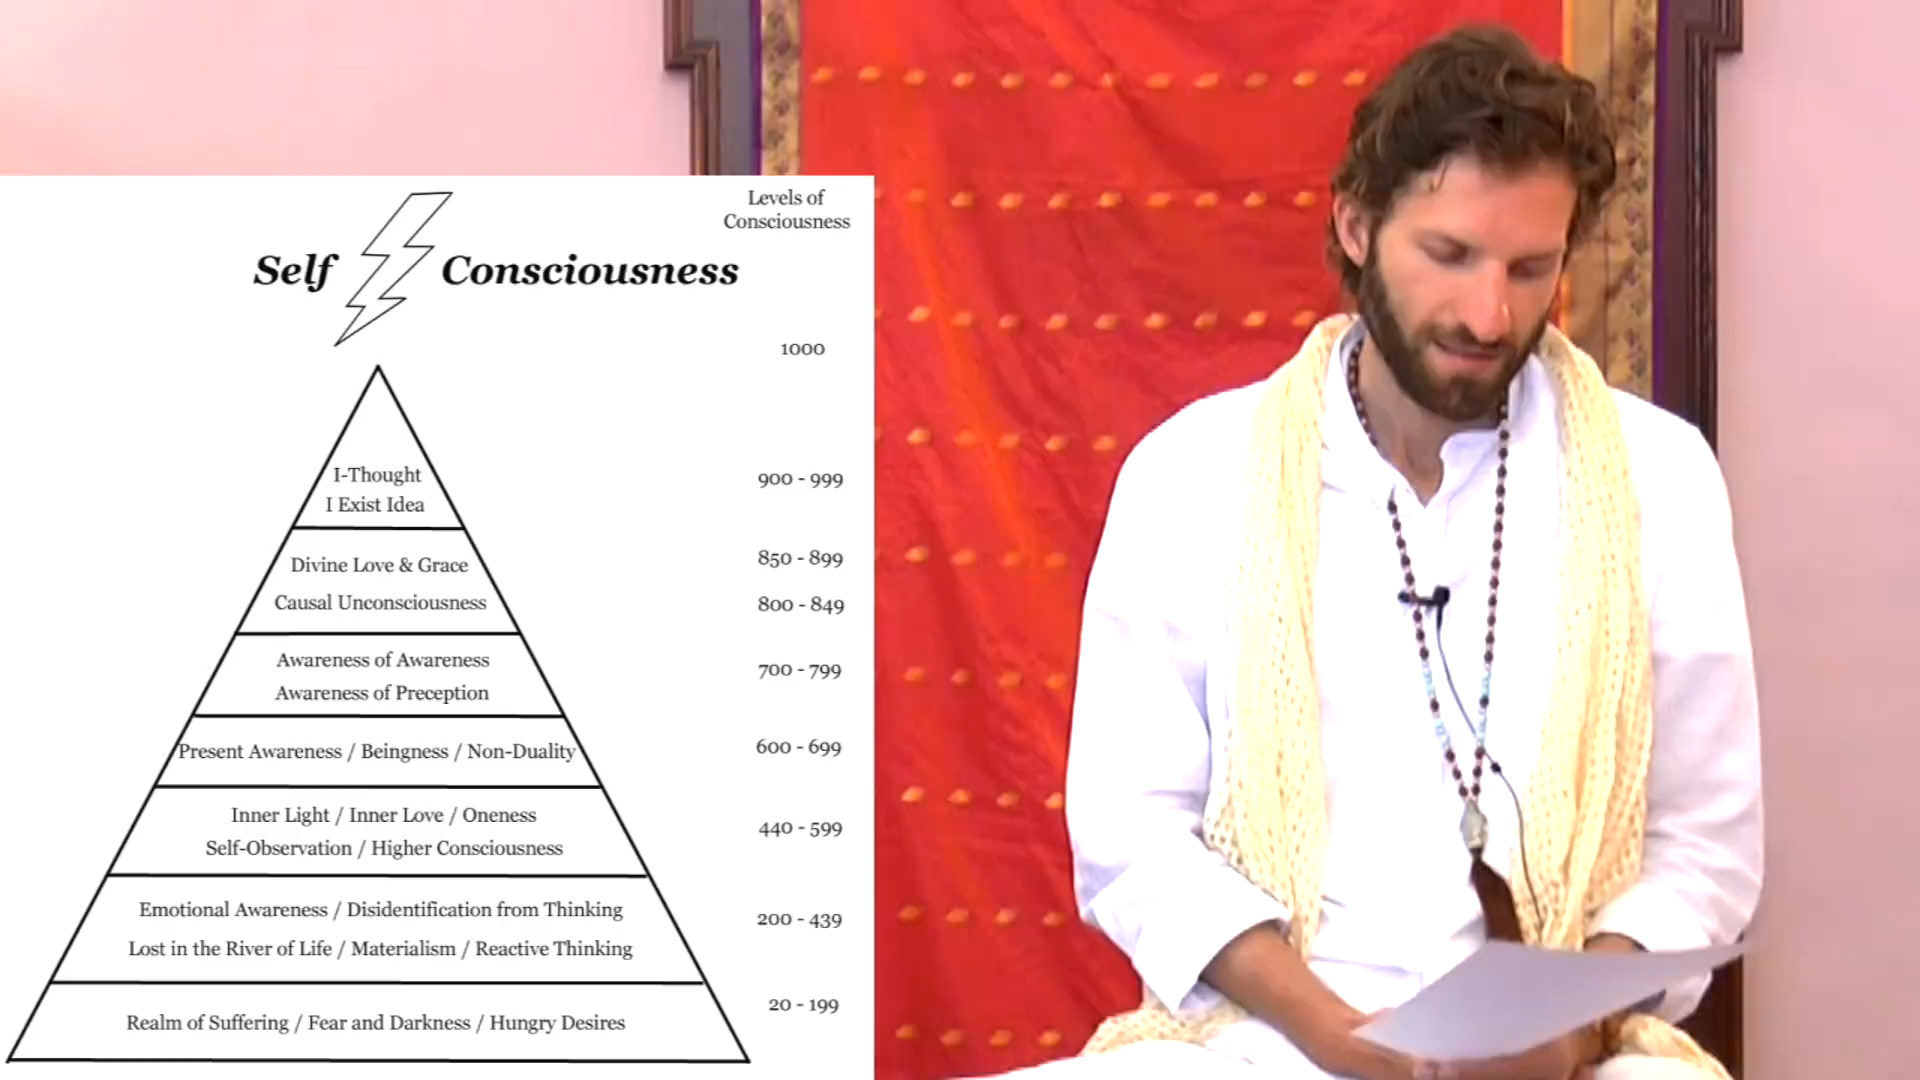 Levels of
Consciousness
Self Consciousness
1000
I-Thought
I Exist Idea
900 - 999
Divine Love & Grace
850 - 899
Causal Unconsciousness
800 - 849
Awareness of Awareness
Awareness of Preception
700 - 799
Present Awareness / Beingness / Non-Duality
600 - 699
Inner Light / Inner Love / Oneness
Self-Observation / Higher Consciousness
440 - 599
Emotional Awareness / Disidentification from Thinking
Lost in the River of Life / Materialism / Reactive Thinking
200 - 439
Realm of Suffering / Fear and Darkness / Hungry Desires
20 - 199